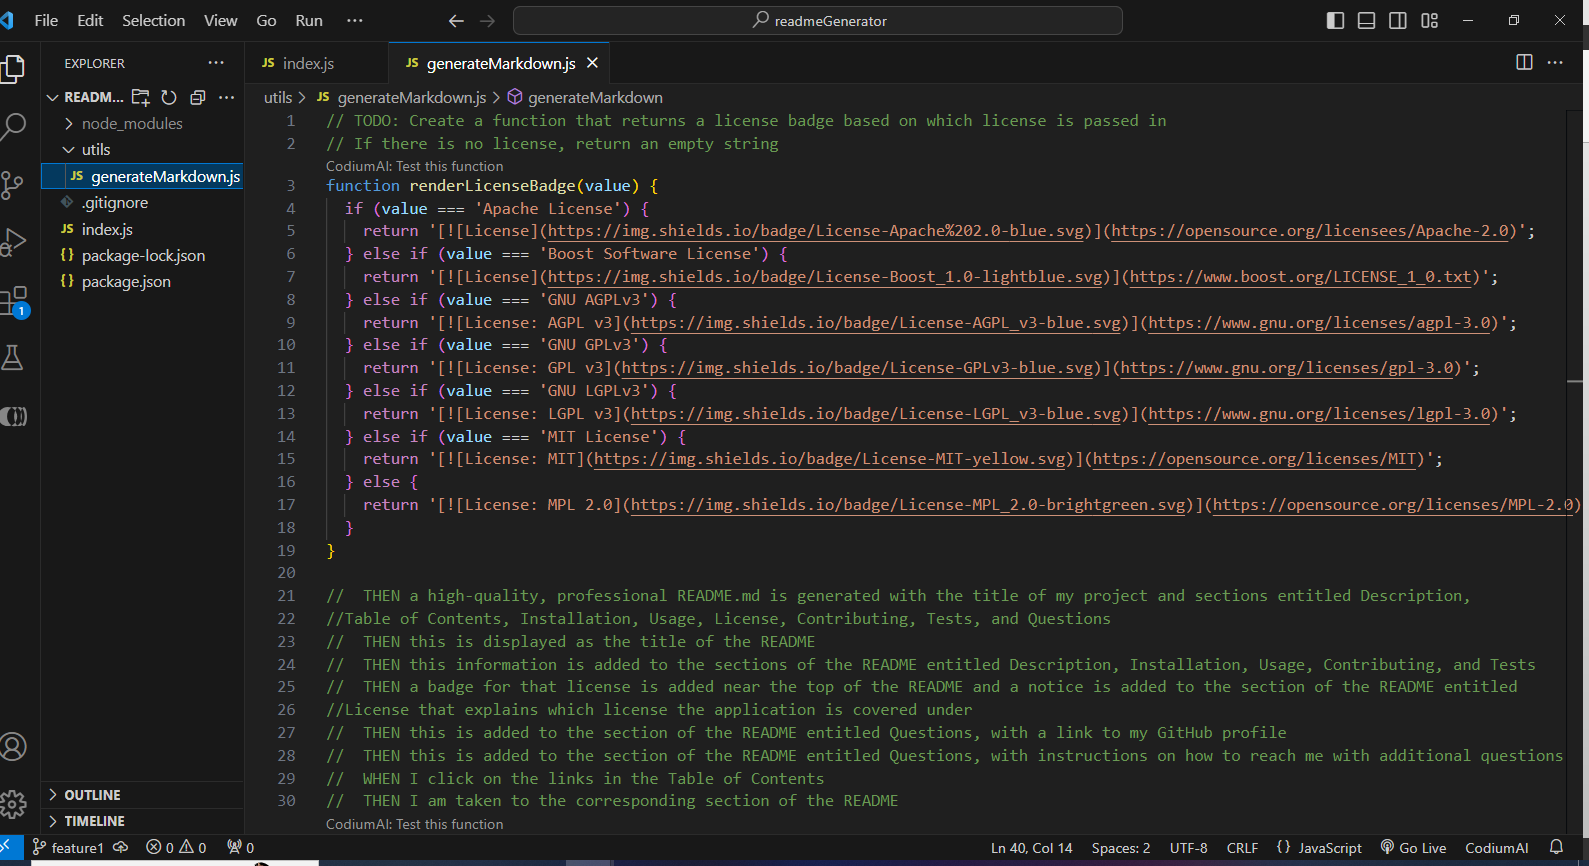 File Edit Selection View Go Run ··· readmeGenerator
EXPLORER ···
READM...
node_modules
utils
JS generateMarkdown.js
.gitignore
JS index.js
{} package-lock.json
{} package.json
OUTLINE
TIMELINE
1
JS index.js JS generateMarkdown.js
utils > JS generateMarkdown.js > generateMarkdown
1 // TODO: Create a function that returns a license badge based on which license is passed in
2 // If there is no license, return an empty string
CodiumAI: Test this function
3 function renderLicenseBadge(value) {
4 if (value === 'Apache License') {
5 return '[![License](https://img.shields.io/badge/License-Apache%202.0-blue.svg)](https://opensource.org/licensees/Apache-2.0)';
6 } else if (value === 'Boost Software License') {
7 return '[![License](https://img.shields.io/badge/License-Boost_1.0-lightblue.svg)](https://www.boost.org/LICENSE_1_0.txt)';
8 } else if (value === 'GNU AGPLv3') {
9 return '[![License: AGPL v3](https://img.shields.io/badge/License-AGPL_v3-blue.svg)](https://www.gnu.org/licenses/agpl-3.0)';
10 } else if (value === 'GNU GPLv3') {
11 return '[![License: GPL v3](https://img.shields.io/badge/License-GPLv3-blue.svg)](https://www.gnu.org/licenses/gpl-3.0)';
12 } else if (value === 'GNU LGPLv3') {
13 return '[![License: LGPL v3](https://img.shields.io/badge/License-LGPL_v3-blue.svg)](https://www.gnu.org/licenses/lgpl-3.0)';
14 } else if (value === 'MIT License') {
15 return '[![License: MIT](https://img.shields.io/badge/License-MIT-yellow.svg)](https://opensource.org/licenses/MIT)';
16 } else {
17 return '[![License: MPL 2.0](https://img.shields.io/badge/License-MPL_2.0-brightgreen.svg)](https://opensource.org/licenses/MPL-2.0)
18 }
19 }
20
21 // THEN a high-quality, professional README.md is generated with the title of my project and sections entitled Description,
22 //Table of Contents, Installation, Usage, License, Contributing, Tests, and Questions
23 // THEN this is displayed as the title of the README
24 // THEN this information is added to the sections of the README entitled Description, Installation, Usage, Contributing, and Tests
25 // THEN a badge for that license is added near the top of the README and a notice is added to the section of the README entitled
26 //License that explains which license the application is covered under
27 // THEN this is added to the section of the README entitled Questions, with a link to my GitHub profile
28 // THEN this is added to the section of the README entitled Questions, with instructions on how to reach me with additional questions
29 // WHEN I click on the links in the Table of Contents
30 // THEN I am taken to the corresponding section of the README
CodiumAI: Test this function
feature1 0 0 0 Ln 40, Col 14 Spaces: 2 UTF-8 CRLF {} JavaScript Go Live CodiumAI